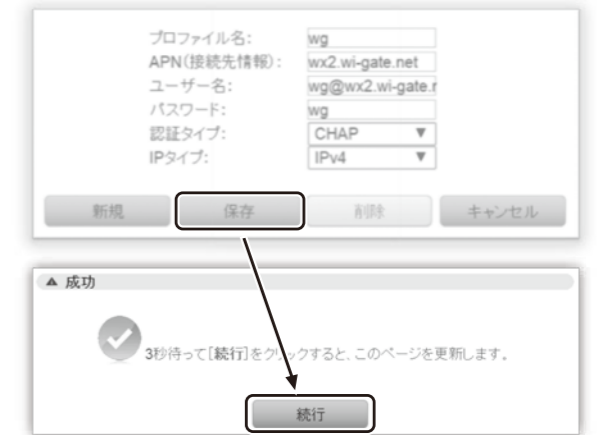 プロファイル名: wg
APN(接続先情報): wx2.wi-gate.net
ユーザー名: wg@wx2.wi-gate.r
パスワード: wg
認証タイプ: CHAP ▼
IPタイプ: IPv4 ▼
新規 保存 削除 キャンセル
▲ 成功
3秒待って[続行]をクリックすると、このページを更新します。
続行